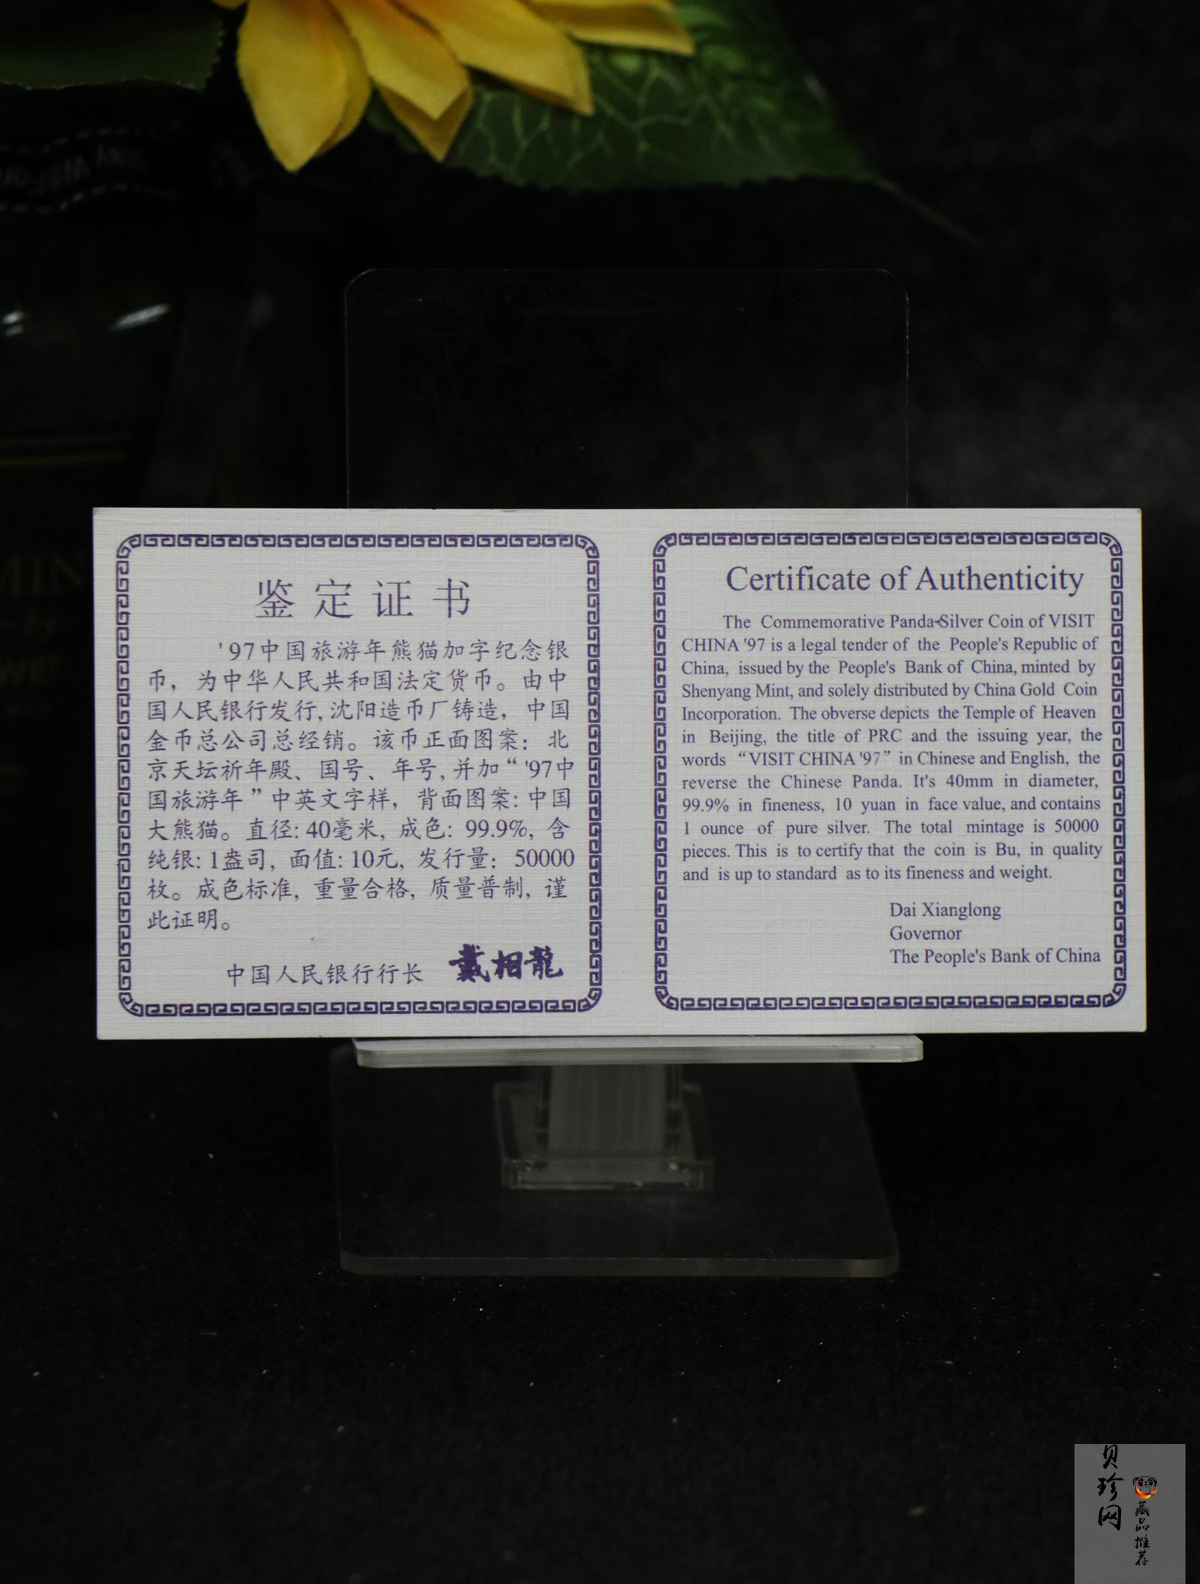 鉴定证书
'97中国旅游年熊猫加字纪念银
币，为中华人民共和国法定货币。由中
国人民银行发行，沈阳造币厂铸造，中国
金币总公司总经销。该币正面图案：北
京天坛祈年殿、国号、年号，并加“'97中
国旅游年”中英文字样，背面图案：中国
大熊猫。直径：40毫米，成色：99.9%，含
纯银：1盎司，面值：10元，发行量：50000
枚。成色标准，重量合格，质量普制，谨
此证明。
中国人民银行行长 戴相龍
Certificate of Authenticity
The Commemorative Panda-Silver Coin of VISIT
CHINA '97 is a legal tender of the People's Republic of
China, issued by the People's Bank of China, minted by
Shenyang Mint, and solely distributed by China Gold Coin
Incorporation. The obverse depicts the Temple of Heaven
in Beijing, the title of PRC and the issuing year, the
words “VISIT CHINA '97” in Chinese and English, the
reverse the Chinese Panda. It's 40mm in diameter,
99.9% in fineness, 10 yuan in face value, and contains
1 ounce of pure silver. The total mintage is 50000
pieces. This is to certify that the coin is Bu, in quality
and is up to standard as to its fineness and weight.
Dai Xianglong
Governor
The People's Bank of China
贝珍网
藏品推荐